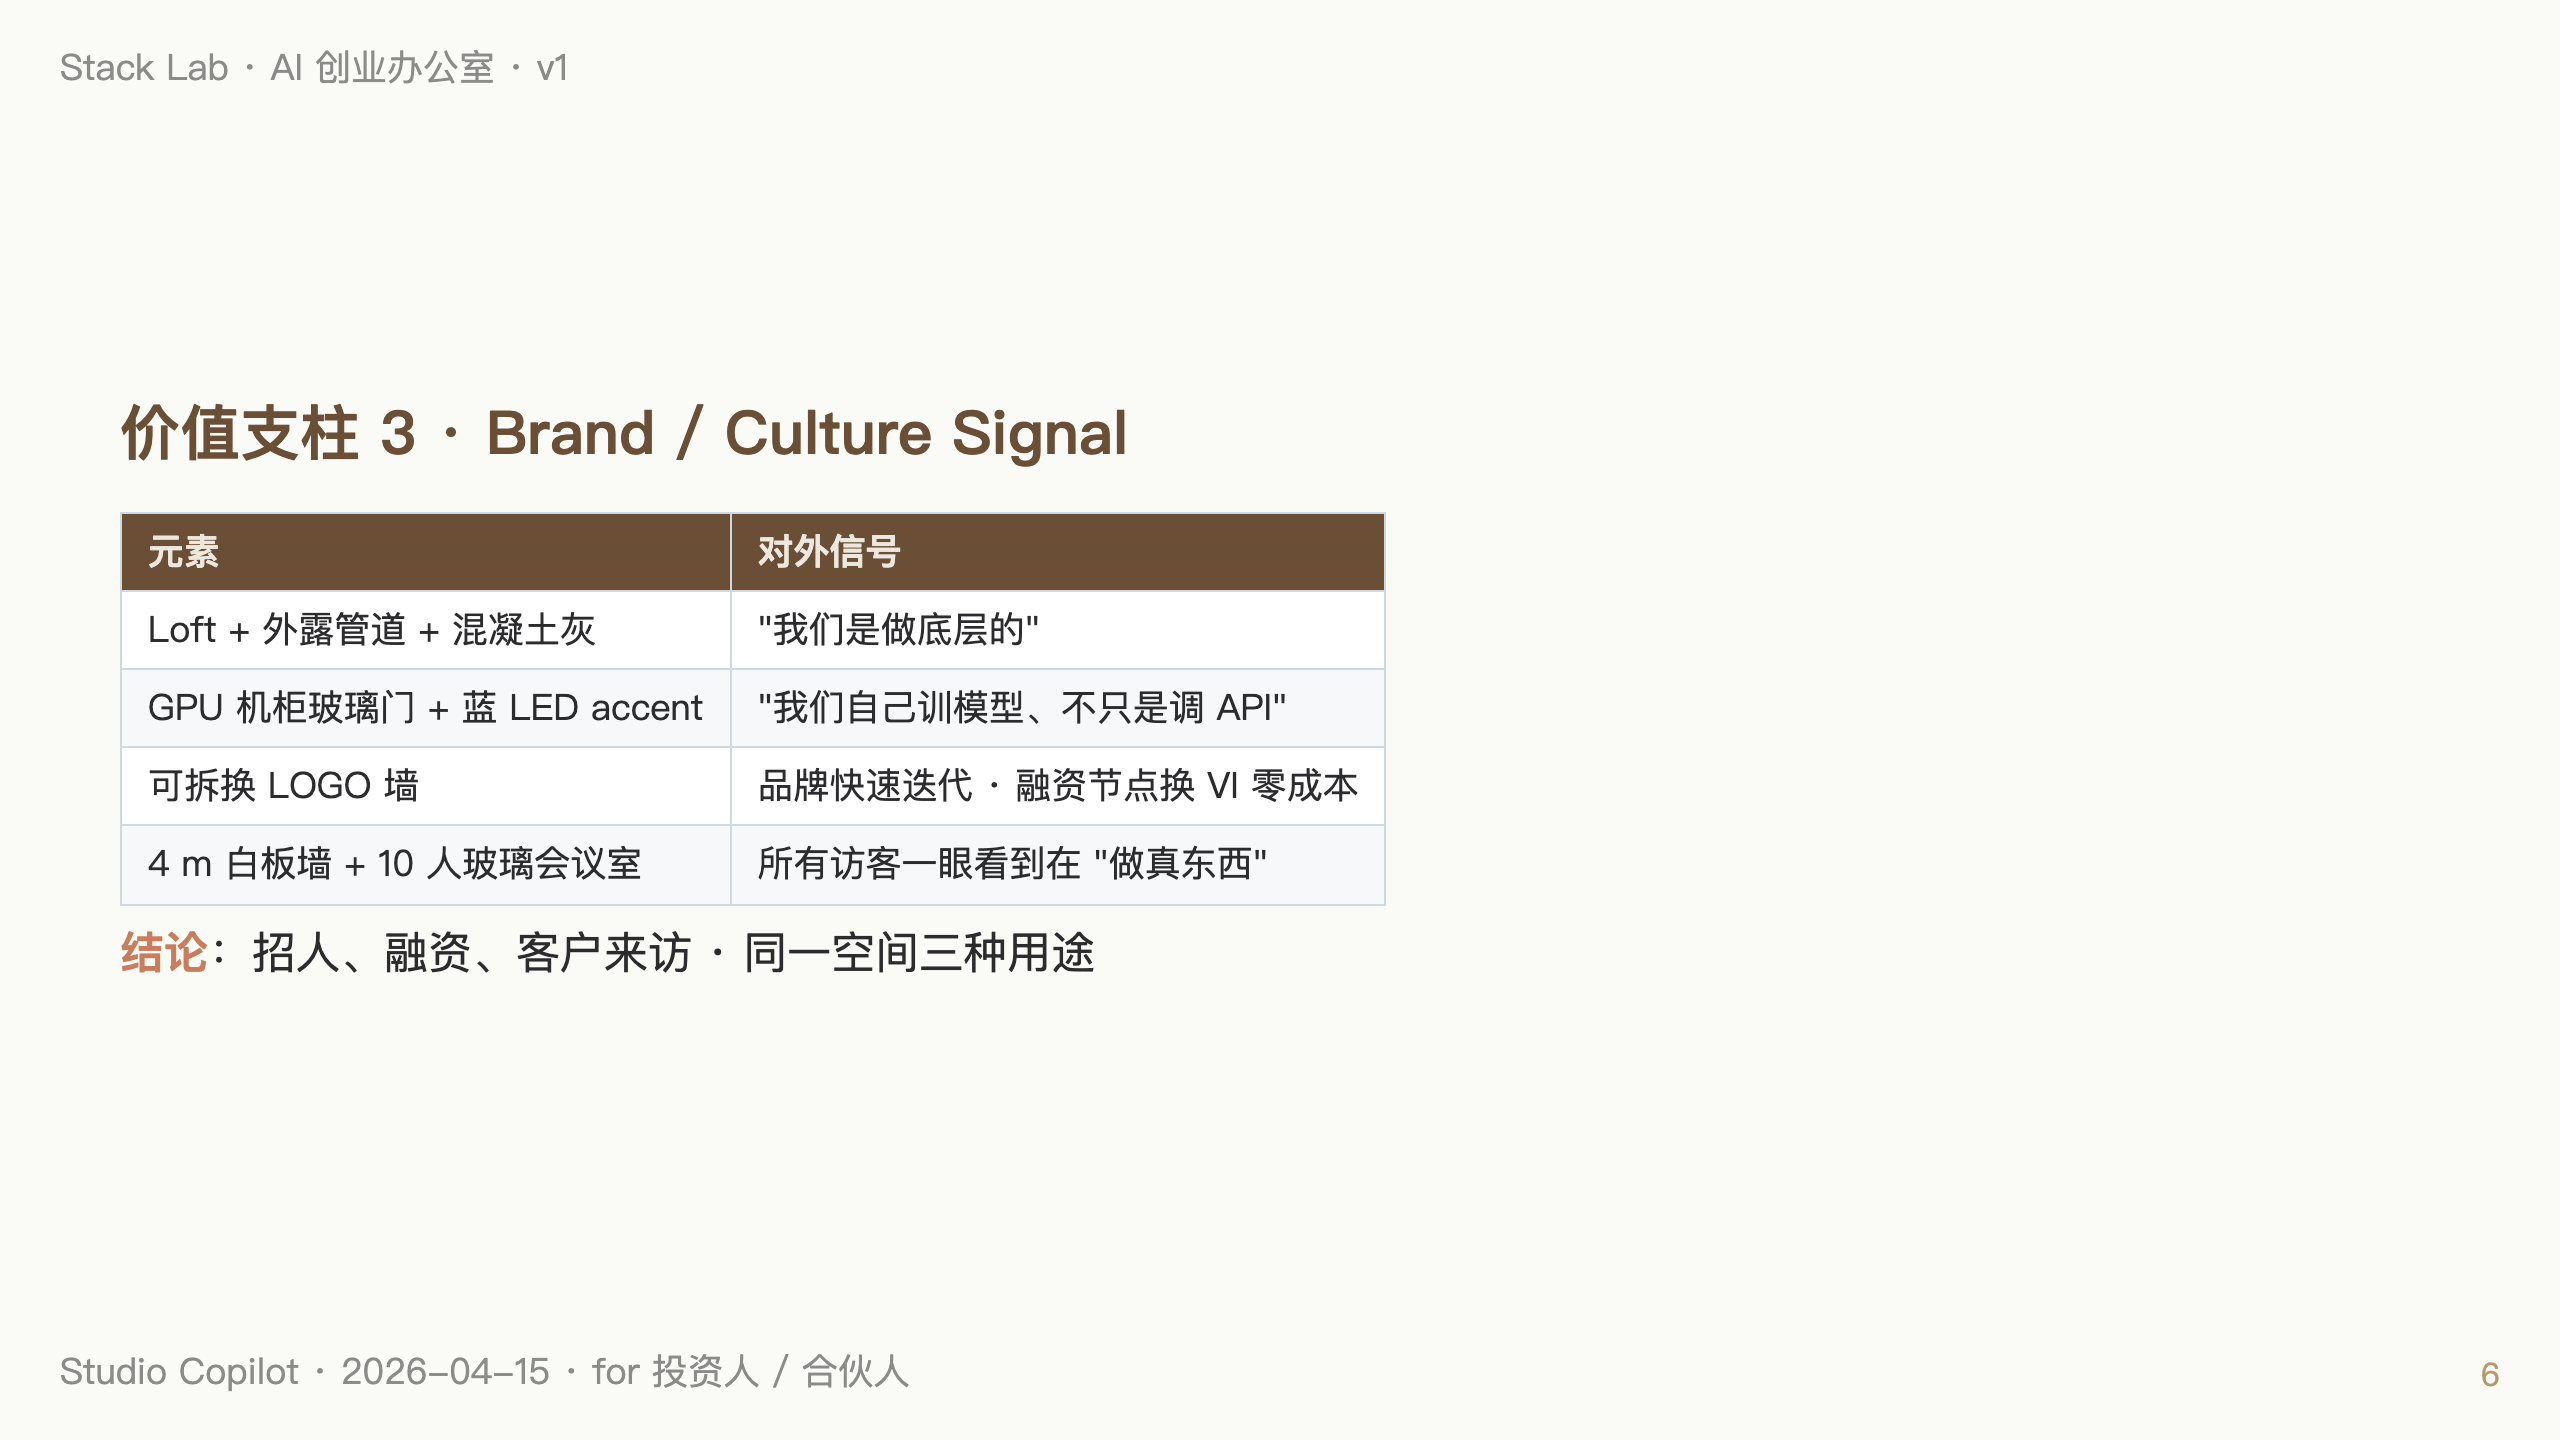 Stack Lab · AI 创业办公室 · v1
价值支柱 3 · Brand / Culture Signal
元素 对外信号
Loft + 外露管道 + 混凝土灰 "我们是做底层的"
GPU 机柜玻璃门 + 蓝 LED accent "我们自己训模型、不只是调 API"
可拆换 LOGO 墙 品牌快速迭代 · 融资节点换 VI 零成本
4 m 白板墙 + 10 人玻璃会议室 所有访客一眼看到在 "做真东西"
结论：招人、融资、客户来访 · 同一空间三种用途
Studio Copilot · 2026-04-15 · for 投资人 / 合伙人
6